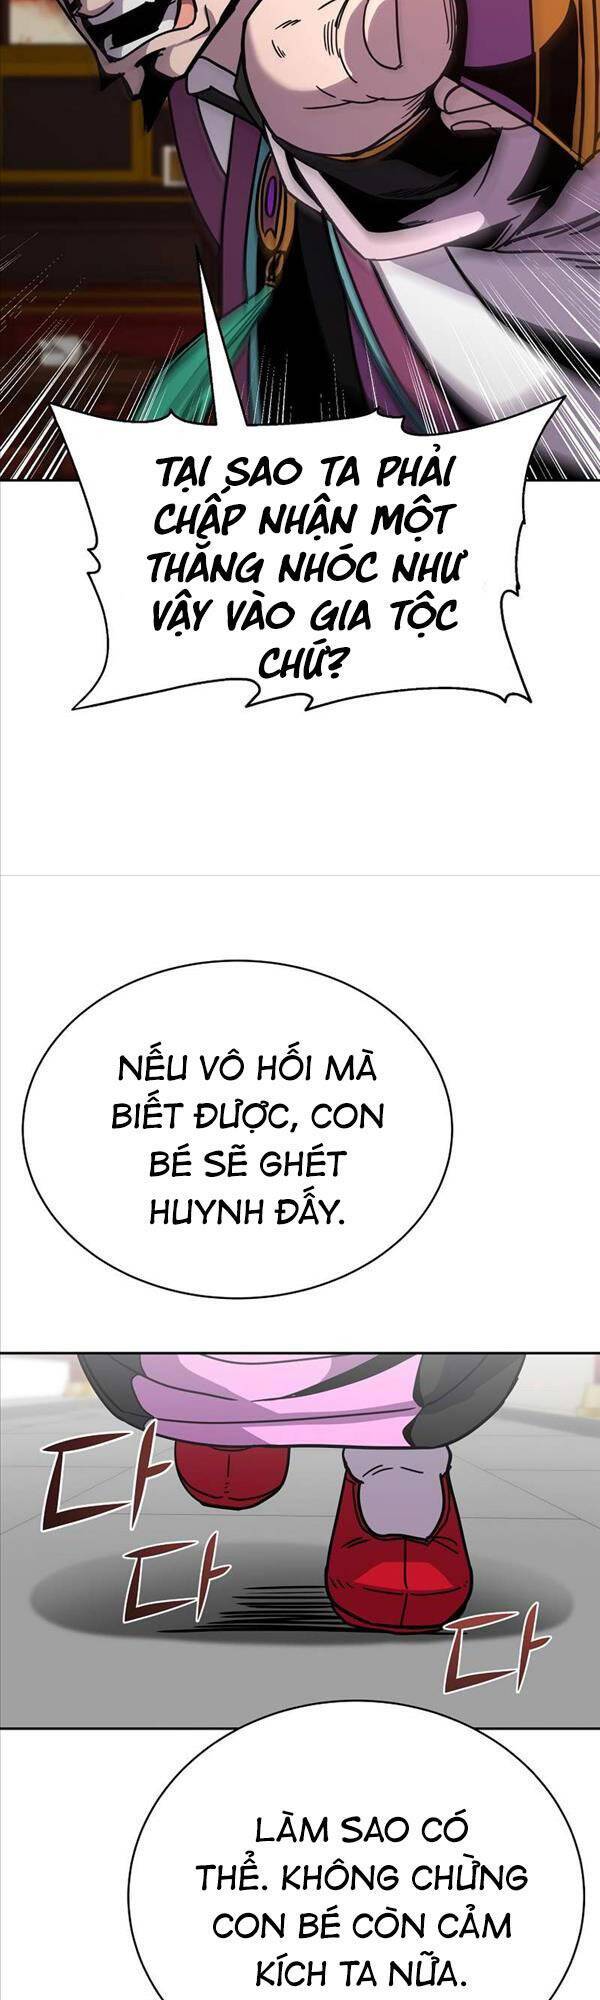 TẠI SAO TA PHẢI
CHẤP NHẬN MỘT
THẰNG NHÓC NHƯ
VẬY VÀO GIA TỘC
CHỨ?
NẾU VÔ HỐI MÀ
BIẾT ĐƯỢC, CON
BÉ SẼ GHÉT
HUYNH ĐẤY.
다
다
다
LÀM SAO CÓ
THỂ. KHÔNG CHỪNG
CON BÉ CÒN CẢM
KÍCH TA NỮA.